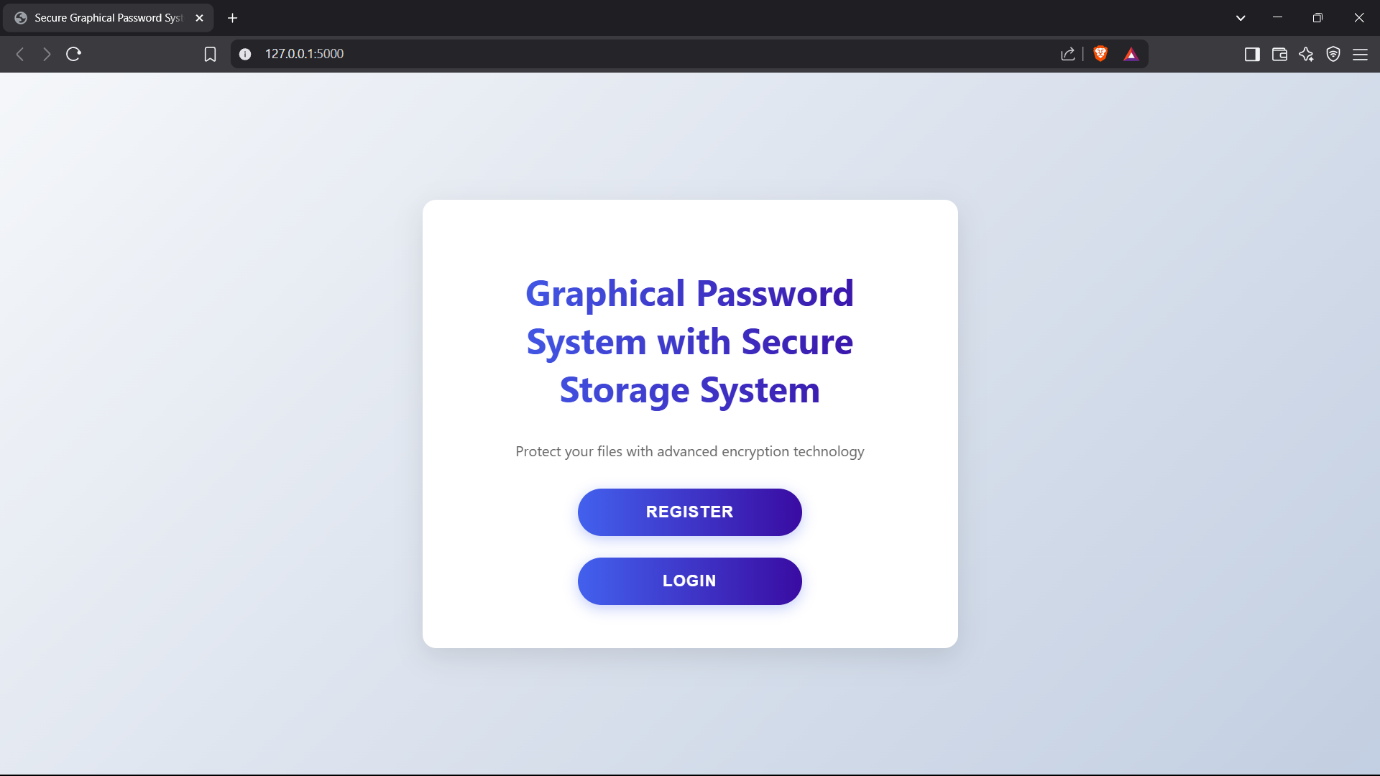 Secure Graphical Password Syst
127.0.0.1:5000
Graphical Password
System with Secure
Storage System
Protect your files with advanced encryption technology
REGISTER
LOGIN